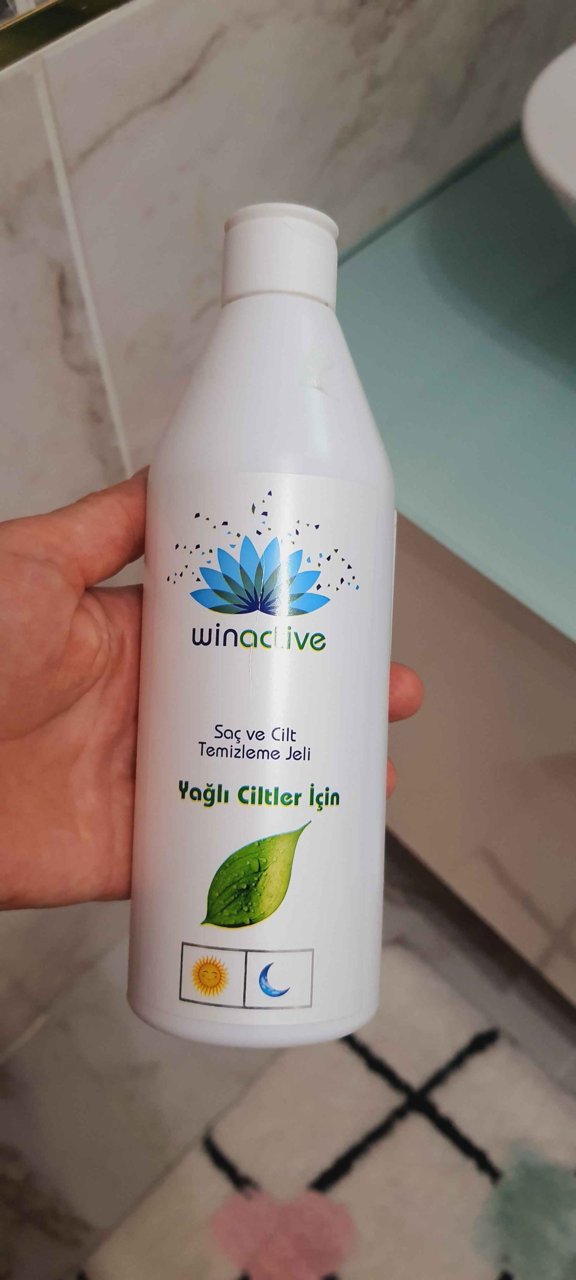 winactive
Saç ve Cilt
Temizleme Jeli
Yağlı Ciltler İçin